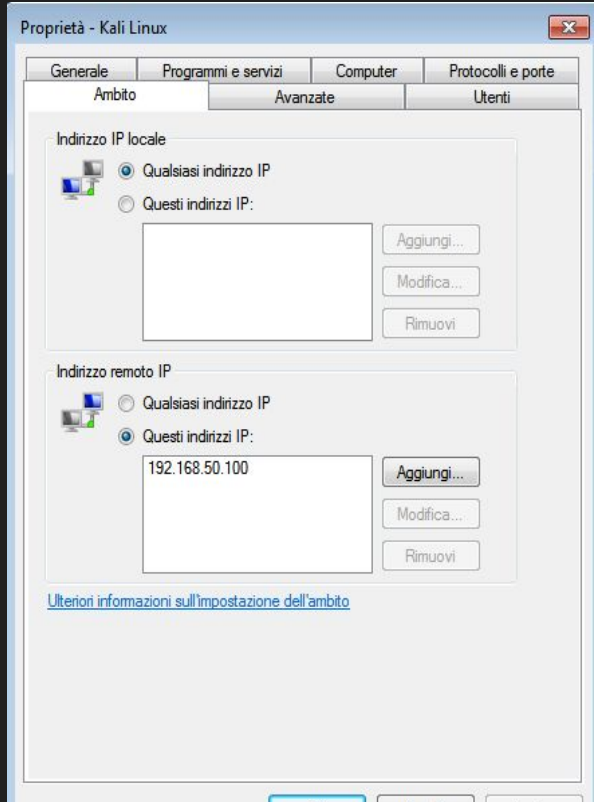 Proprietà - Kali Linux
Generale Programmi e servizi Computer Protocolli e porte
Ambito Avanzate Utenti
Indirizzo IP locale
Qualsiasi indirizzo IP
Questi indirizzi IP:
Aggiungi...
Modifica...
Rimuovi
Indirizzo remoto IP
Qualsiasi indirizzo IP
Questi indirizzi IP:
192.168.50.100
Aggiungi...
Modifica...
Rimuovi
Ulteriori informazioni sull'impostazione dell'ambito